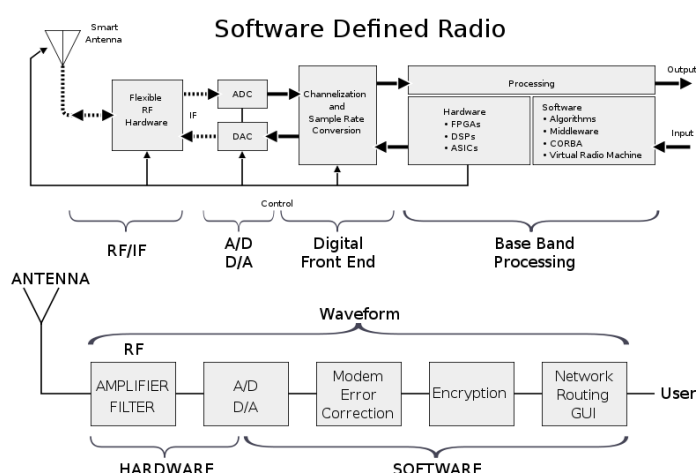 Software Defined Radio
Smart
Antenna
Flexible
RF
Hardware
IF
ADC
DAC
Channelization
and
Sample Rate
Conversion
Processing
Hardware
• FPGAs
• DSPs
• ASICs
Software
• Algorithms
• Middleware
• CORBA
• Virtual Radio Machine
Output
Input
Control
RF/IF
A/D
D/A
Digital
Front End
Base Band
Processing
ANTENNA
Waveform
RF
AMPLIFIER
FILTER
A/D
D/A
Modem
Error
Correction
Encryption
Network
Routing
GUI
User
HARDWARE
SOFTWARE